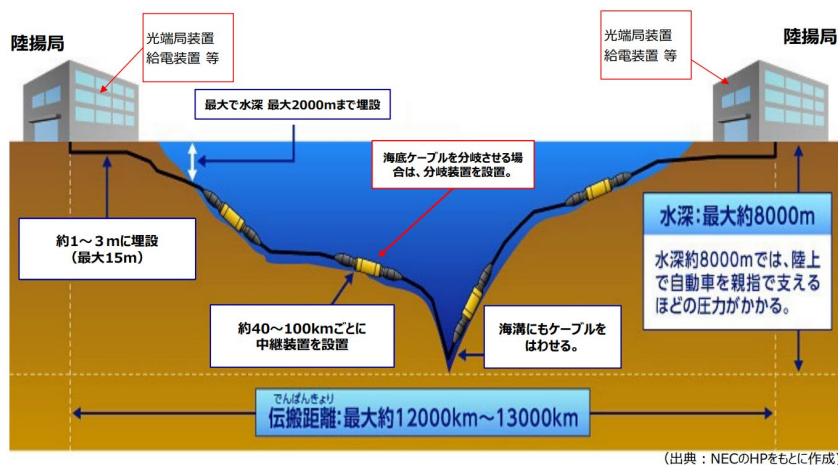 陸揚局
光端局装置
給電装置 等
光端局装置
給電装置 等
陸揚局
最大で水深 最大2000mまで埋設
海底ケーブルを分岐させる場
合は、分岐装置を設置。
約1～3mに埋設
(最大15m)
水深:最大約8000m
水深約8000mでは、陸上
で自動車を親指で支える
ほどの圧力がかかる。
約40～100kmごとに
中継装置を設置
海溝にもケーブルを
はわせる。
でんぱんきょり
伝搬距離:最大約12000km～13000km
(出典:NECのHPをもとに作成)